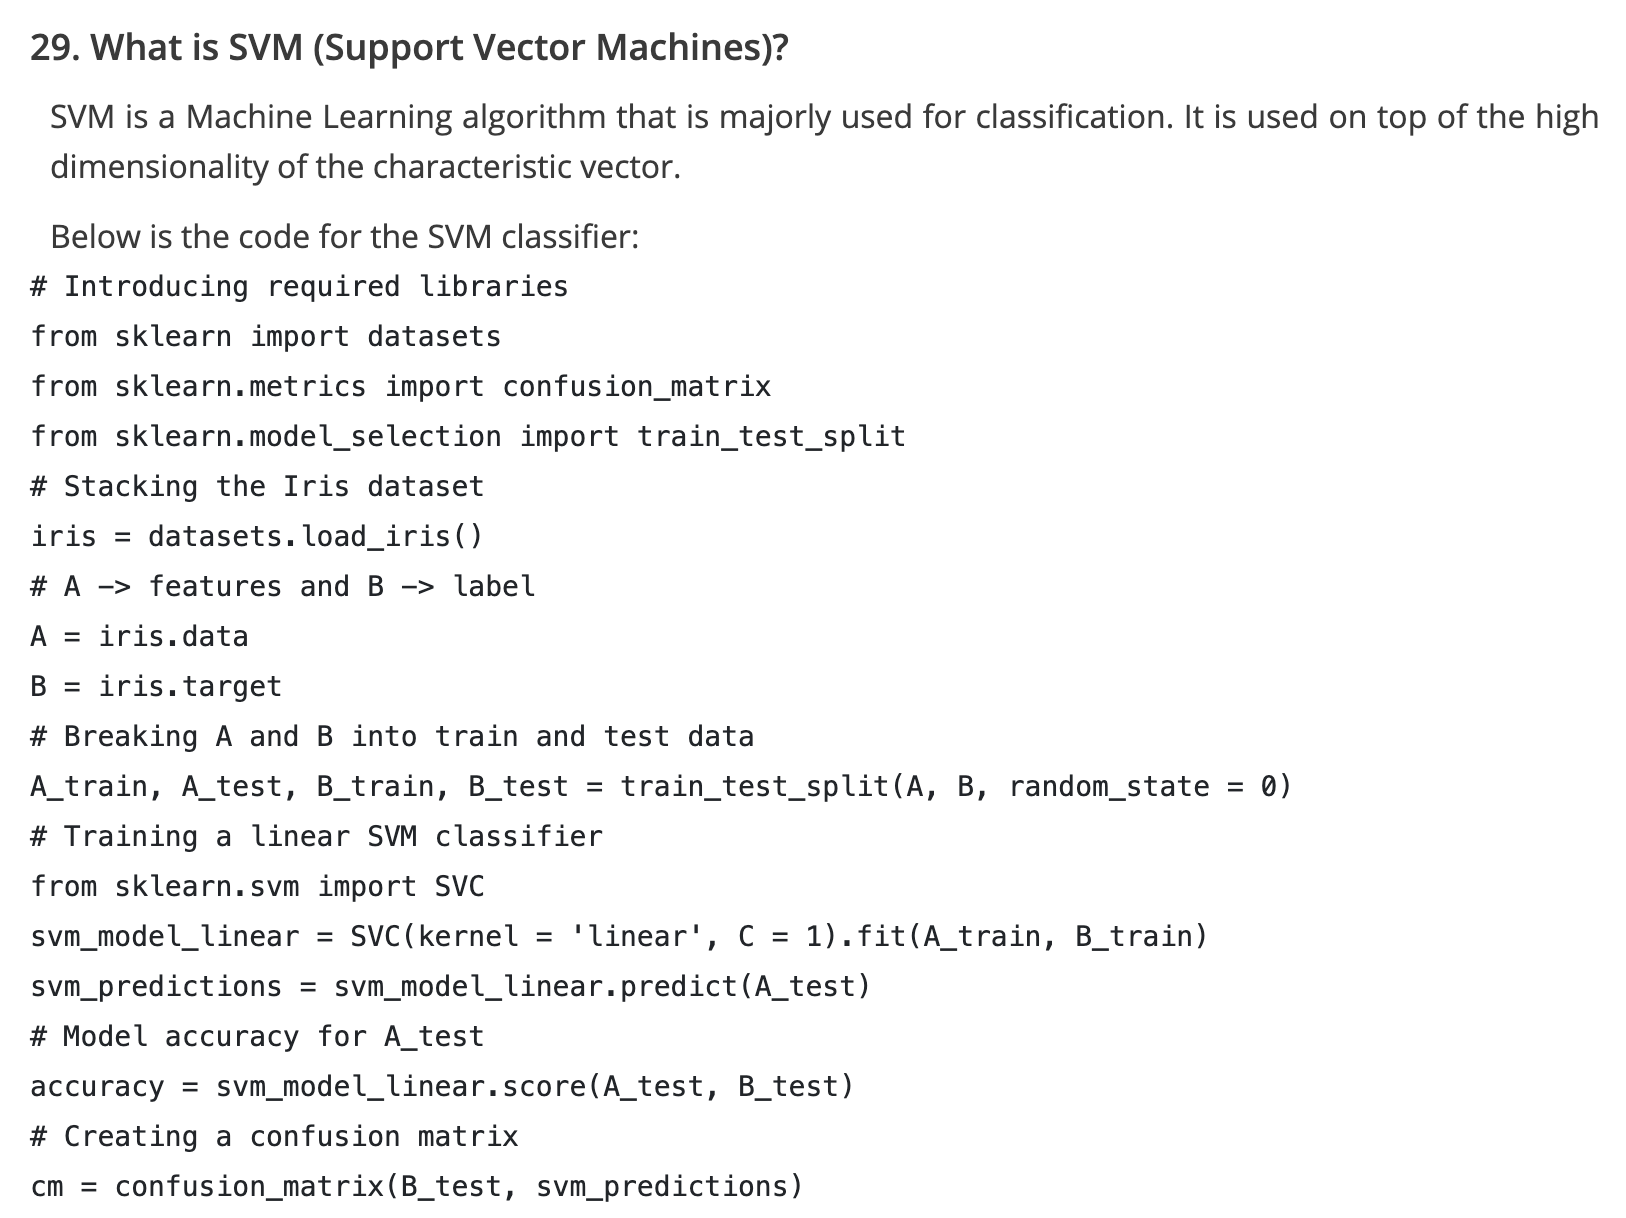 29. What is SVM (Support Vector Machines)?
SVM is a Machine Learning algorithm that is majorly used for classification. It is used on top of the high
dimensionality of the characteristic vector.
Below is the code for the SVM classifier:
# Introducing required libraries
from sklearn import datasets
from sklearn.metrics import confusion_matrix
from sklearn.model_selection import train_test_split
# Stacking the Iris dataset
iris = datasets.load_iris()
# A −> features and B −> label
A = iris.data
B = iris.target
# Breaking A and B into train and test data
A_train, A_test, B_train, B_test = train_test_split(A, B, random_state = 0)
# Training a linear SVM classifier
from sklearn.svm import SVC
svm_model_linear = SVC(kernel = 'linear', C = 1).fit(A_train, B_train)
svm_predictions = svm_model_linear.predict(A_test)
# Model accuracy for A_test
accuracy = svm_model_linear.score(A_test, B_test)
# Creating a confusion matrix
cm = confusion_matrix(B_test, svm_predictions)